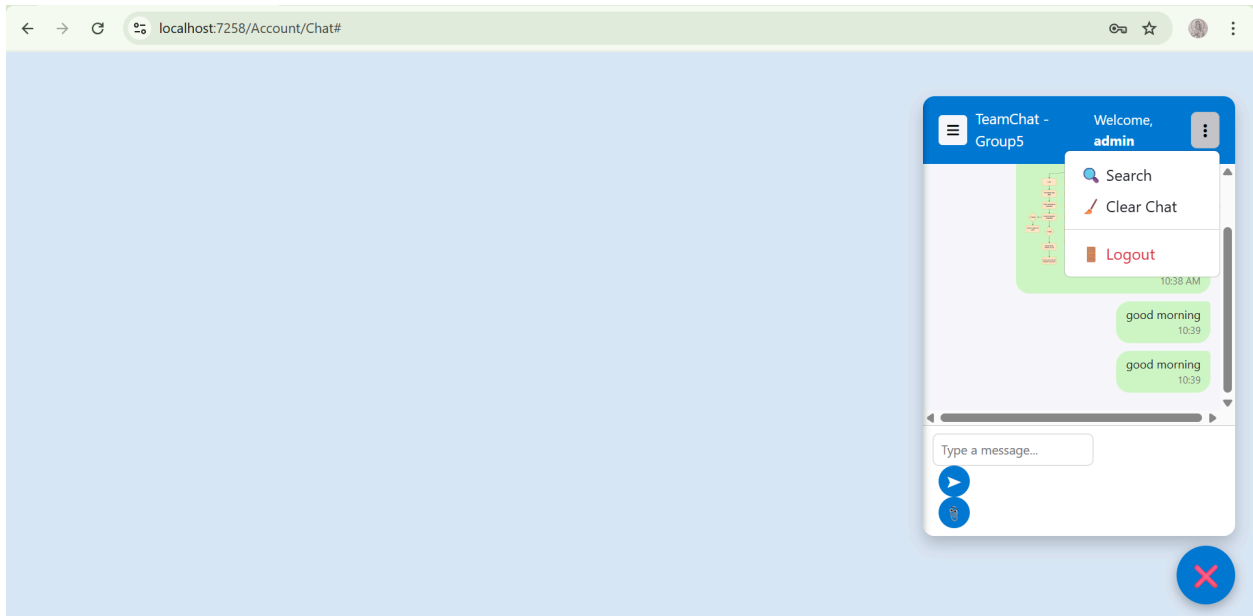 localhost:7258/Account/Chat#
TeamChat -
Group5
Welcome,
admin
Search
Clear Chat
Logout
10:38 AM
good morning
10:39
good morning
10:39
Type a message...